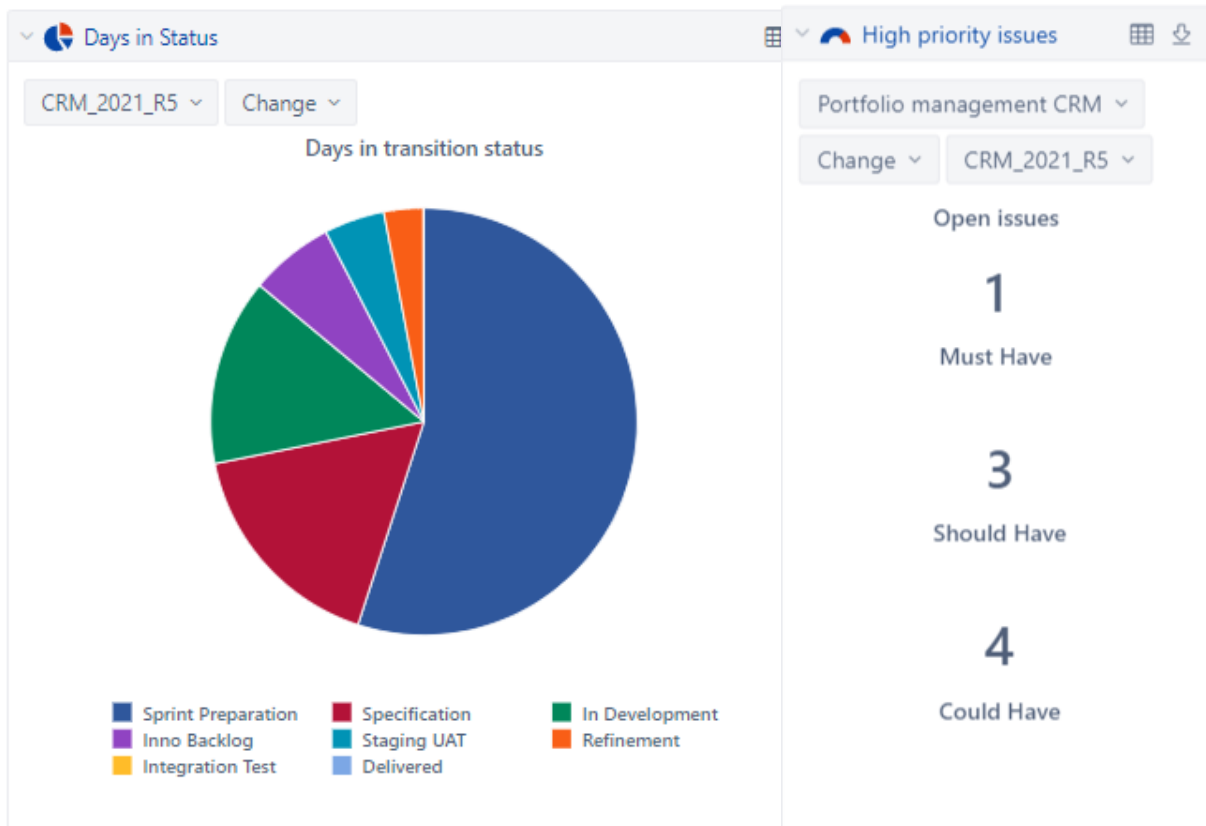 Days in Status
CRM_2021_R5 Change
Days in transition status
Sprint Preparation Specification In Development
Inno Backlog Staging UAT Refinement
Integration Test Delivered
High priority issues
Portfolio management CRM
Change CRM_2021_R5
Open issues
1
Must Have
3
Should Have
4
Could Have